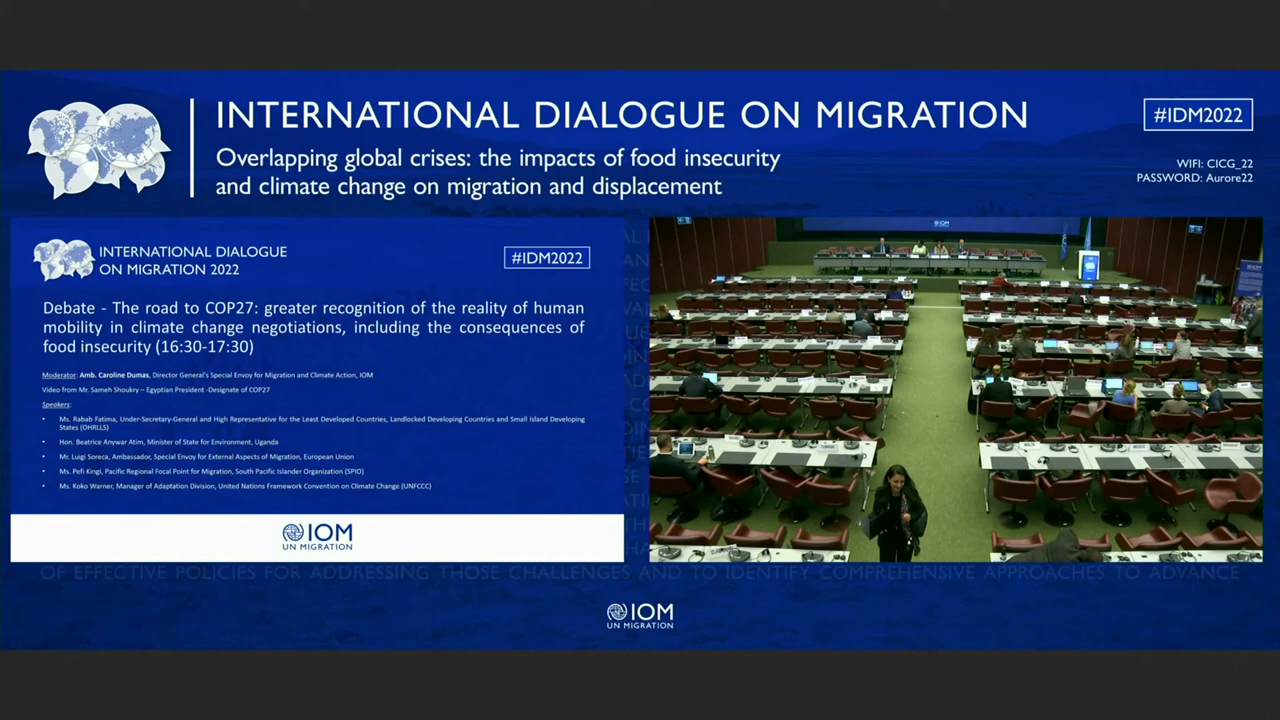 INTERNATIONAL DIALOGUE ON MIGRATION
Overlapping global crises: the impacts of food insecurity
and climate change on migration and displacement
#IDM2022
WIFI: CICG_22
PASSWORD: Aurore22
INTERNATIONAL DIALOGUE
ON MIGRATION 2022
#IDM2022
Debate - The road to COP27: greater recognition of the reality of human
mobility in climate change negotiations, including the consequences of
food insecurity (16:30-17:30)
Moderator: Amb. Caroline Dumas, Director General's Special Envoy for Migration and Climate Action, IOM
Video from Mr. Sameh Shoukry – Egyptian President -Designate of COP27
Speakers:
• Ms. Rabab Fatima, Under-Secretary-General and High Representative for the Least Developed Countries, Landlocked Developing Countries and Small Island Developing
States (OHRLLS)
• Hon. Beatrice Anywar Atim, Minister of State for Environment, Uganda
• Mr. Luigi Soreca, Ambassador, Special Envoy for External Aspects of Migration, European Union
• Ms. Pefi Kingi, Pacific Regional Focal Point for Migration, South Pacific Islander Organization (SPIO)
• Ms. Koko Warner, Manager of Adaptation Division, United Nations Framework Convention on Climate Change (UNFCCC)
IOM
UN MIGRATION
IOM
OF EFFECTIVE POLICIES FOR ADDRESSING THOSE CHALLENGES AND TO IDENTIFY COMPREHENSIVE APPROACHES TO ADVANCE
IOM
UN MIGRATION